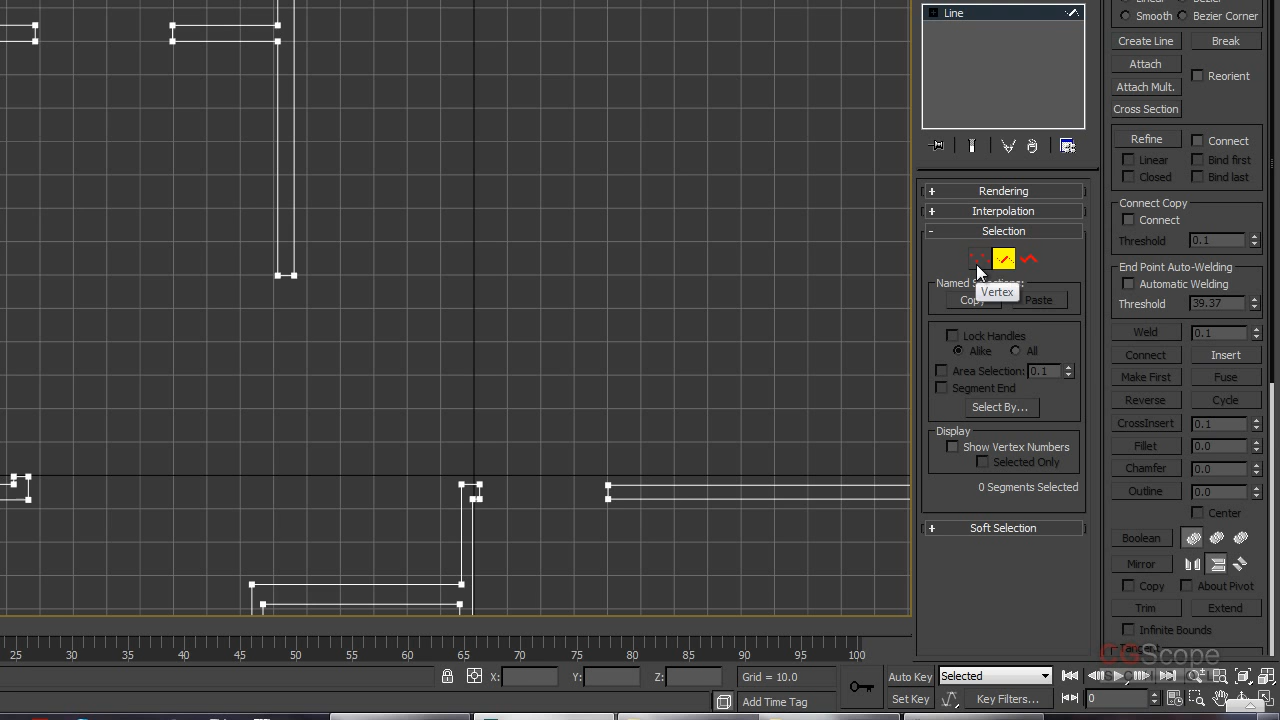 Line
Smooth
Bezier Corner
Create Line
Break
Attach
Reorient
Attach Mult.
Cross Section
Refine
Connect
Linear
Bind first
Closed
Bind last
+ Rendering
+ Interpolation
- Selection
Connect Copy
Connect
Threshold 0.1
End Point Auto-Welding
Automatic Welding
Threshold 39.37
Vertex
Paste
Lock Handles
Alike All
Area Selection: 0.1
Segment End
Select By...
Display
Show Vertex Numbers
Selected Only
0 Segments Selected
+ Soft Selection
Weld 0.1
Connect Insert
Make First Fuse
Reverse Cycle
CrossInsert 0.1
Fillet 0.0
Chamfer 0.0
Outline 0.0
Center
Boolean
Mirror
Copy About Pivot
Trim Extend
Infinite Bounds
CGScope
25 30 35 40 45 50 55 60 65 70 75 80 85 90 95 100
X: Y: Z: Grid = 10.0
Add Time Tag
Auto Key Selected
Set Key Key Filters... 0